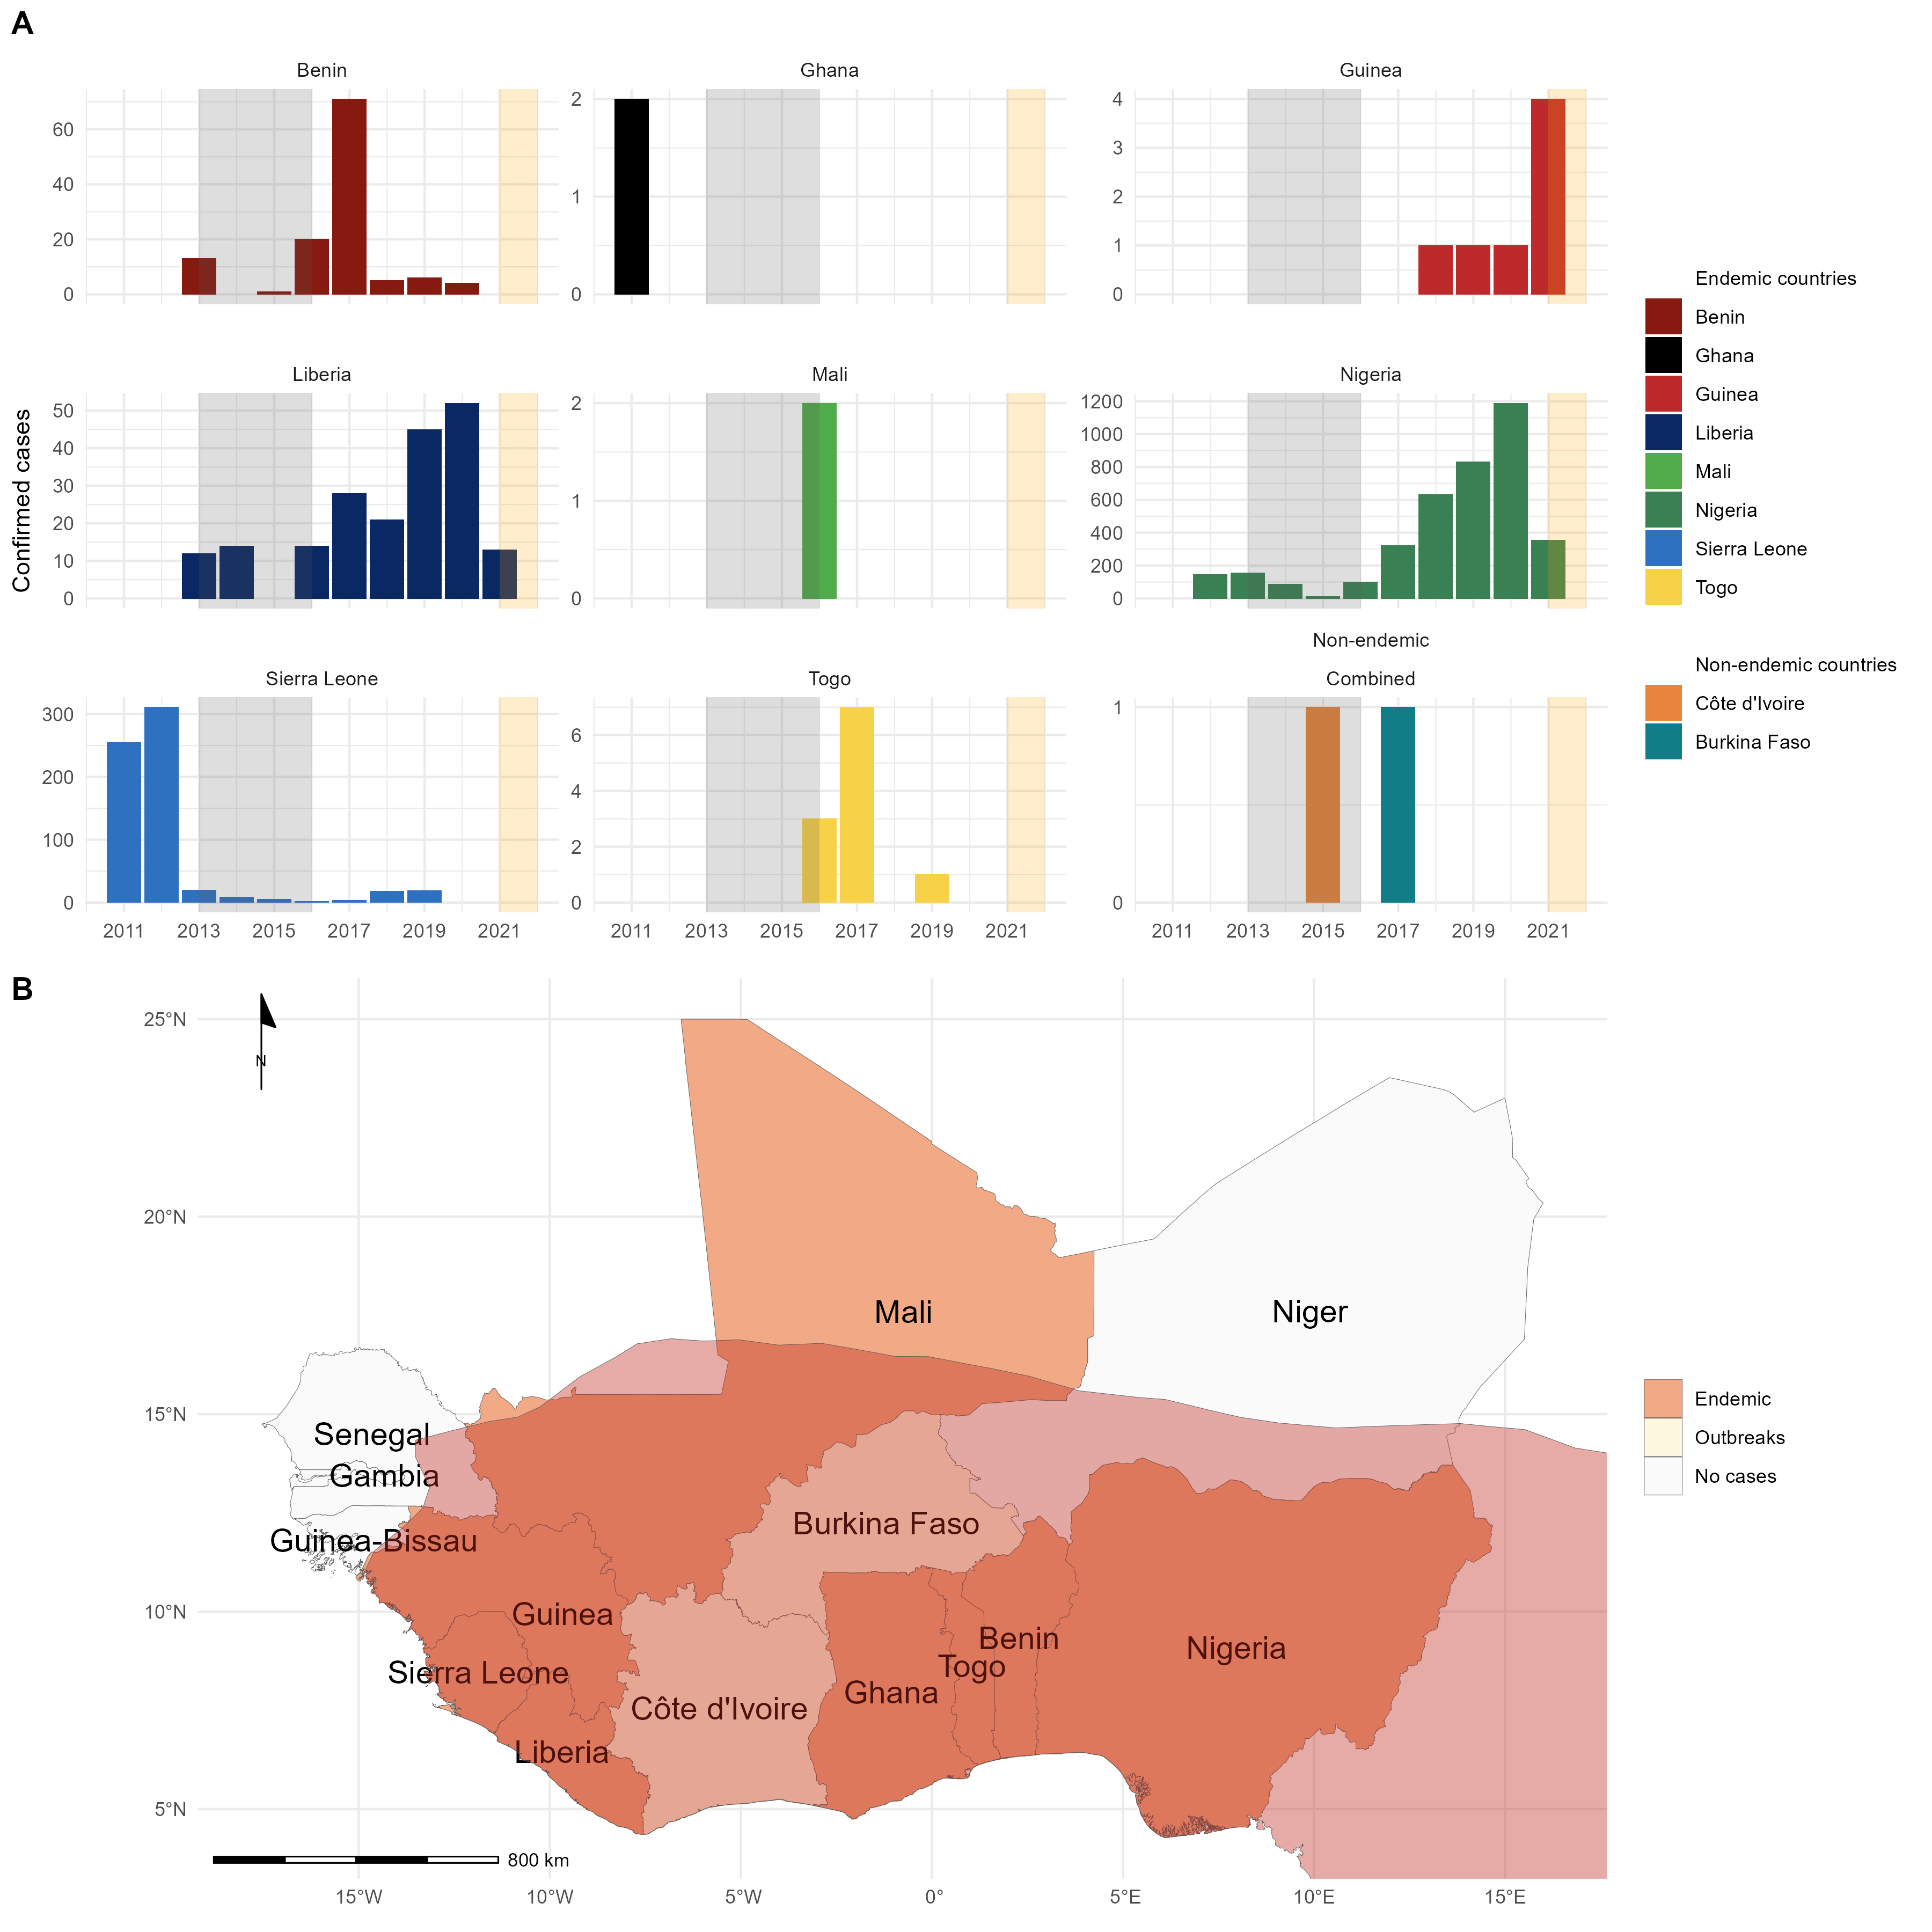 A
Benin
Ghana
Guinea
60
40
20
0
2
1
0
4
3
2
1
0
Liberia
Mali
Nigeria
50
40
30
20
10
0
2
1
0
1200
1000
800
600
400
200
0
Confirmed cases
Non-endemic
Sierra Leone
Togo
Combined
300
200
100
0
6
4
2
0
1
0
2011 2013 2015 2017 2019 2021
2011 2013 2015 2017 2019 2021
2011 2013 2015 2017 2019 2021
Endemic countries
Benin
Ghana
Guinea
Liberia
Mali
Nigeria
Sierra Leone
Togo
Non-endemic countries
Côte d'Ivoire
Burkina Faso
B
N
25°N
20°N
15°N
10°N
5°N
Mali
Niger
Senegal
Gambia
Guinea-Bissau
Burkina Faso
Guinea
Sierra Leone
Liberia
Côte d'Ivoire
Ghana
Togo
Benin
Nigeria
800 km
15°W 10°W 5°W 0° 5°E 10°E 15°E
Endemic
Outbreaks
No cases